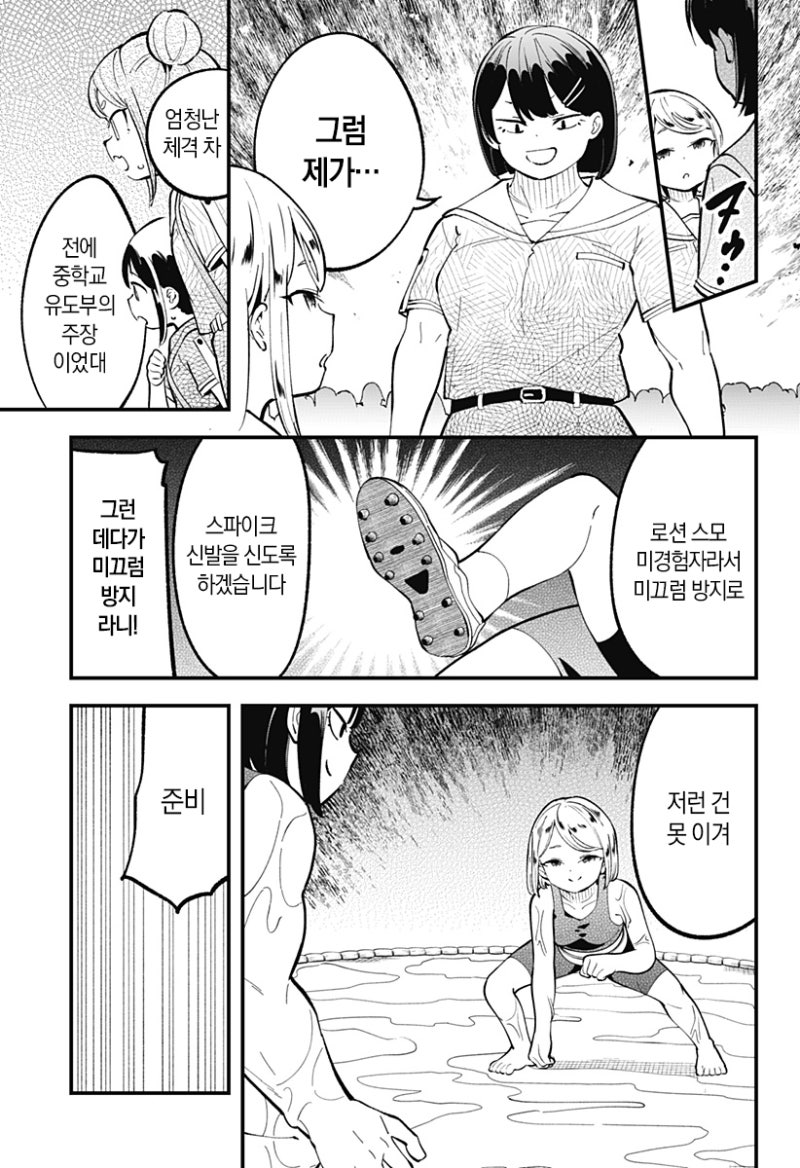 그럼
제가…
엄청난
체격 차
전에
중학교
유도부의
주장
이었대
로션 스모
미경험자라서
미끄럼 방지로
스파이크
신발을 신도록
하겠습니다
그런
데다가
미끄럼
방지
라니!
저런 건
못 이겨
준비